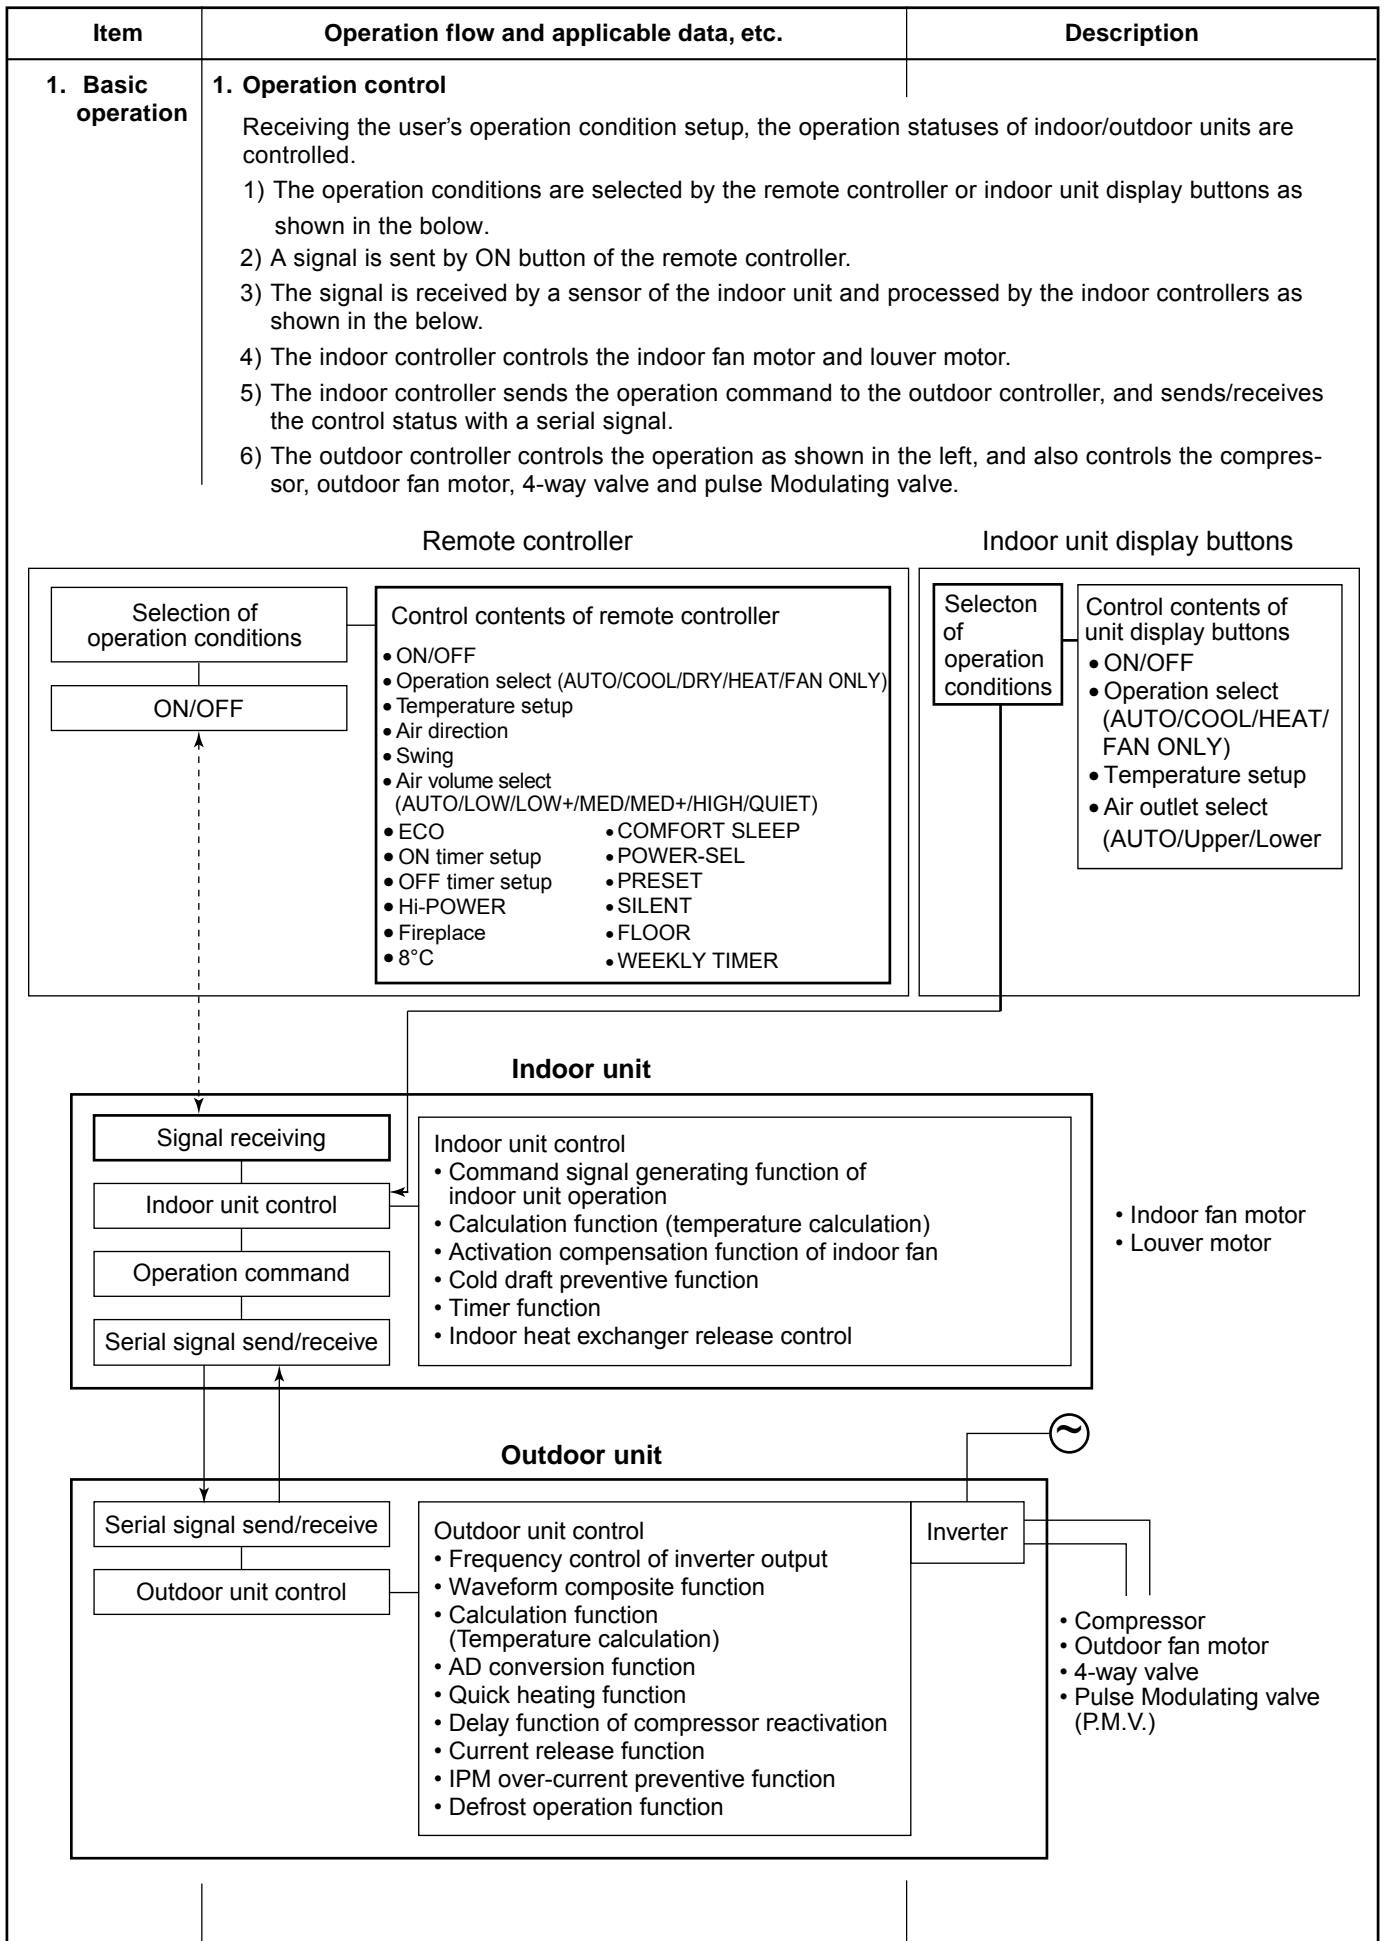 Item
Operation flow and applicable data, etc.
Description
1. Basic
operation
1. Operation control
Receiving the user's operation condition setup, the operation statuses of indoor/outdoor units are
controlled.
1) The operation conditions are selected by the remote controller or indoor unit display buttons as
shown in the bolow.
2) A signal is sent by ON button of the remote controller.
3) The signal is received by a sensor of the indoor unit and processed by the indoor controllers as
shown in the below.
4) The indoor controller controls the indoor fan motor and louver motor.
5) The indoor controller sends the operation command to the outdoor controller, and sends/receives
the control status with a serial signal.
6) The outdoor controller controls the operation as shown in the left, and also controls the compres-
sor, outdoor fan motor, 4-way valve and pulse Modulating valve.
Remote controller
Selection of
operation conditions
ON/OFF
Control contents of remote controller
• ON/OFF
• Operation select (AUTO/COOL/DRY/HEAT/FAN ONLY)
• Temperature setup
• Air direction
• Swing
• Air volume select
(AUTO/LOW/LOW+/MED/MED+/HIGH/QUIET)
• ECO
• ON timer setup
• OFF timer setup
• Hi-POWER
• Fireplace
• 8°C
• COMFORT SLEEP
• POWER-SEL
• PRESET
• SILENT
• FLOOR
• WEEKLY TIMER
Indoor unit display buttons
Selecton
of
operation
conditions
Control contents of
unit display buttons
• ON/OFF
• Operation select
(AUTO/COOL/HEAT/
FAN ONLY)
• Temperature setup
• Air outlet select
(AUTO/Upper/Lower
Indoor unit
Signal receiving
Indoor unit control
Operation command
Serial signal send/receive
Indoor unit control
• Command signal generating function of
indoor unit operation
• Calculation function (temperature calculation)
• Activation compensation function of indoor fan
• Cold draft preventive function
• Timer function
• Indoor heat exchanger release control
• Indoor fan motor
• Louver motor
Outdoor unit
~
Serial signal send/receive
Outdoor unit control
Outdoor unit control
• Frequency control of inverter output
• Waveform composite function
• Calculation function
(Temperature calculation)
• AD conversion function
• Quick heating function
• Delay function of compressor reactivation
• Current release function
• IPM over-current preventive function
• Defrost operation function
Inverter
• Compressor
• Outdoor fan motor
• 4-way valve
• Pulse Modulating valve
(P.M.V.)